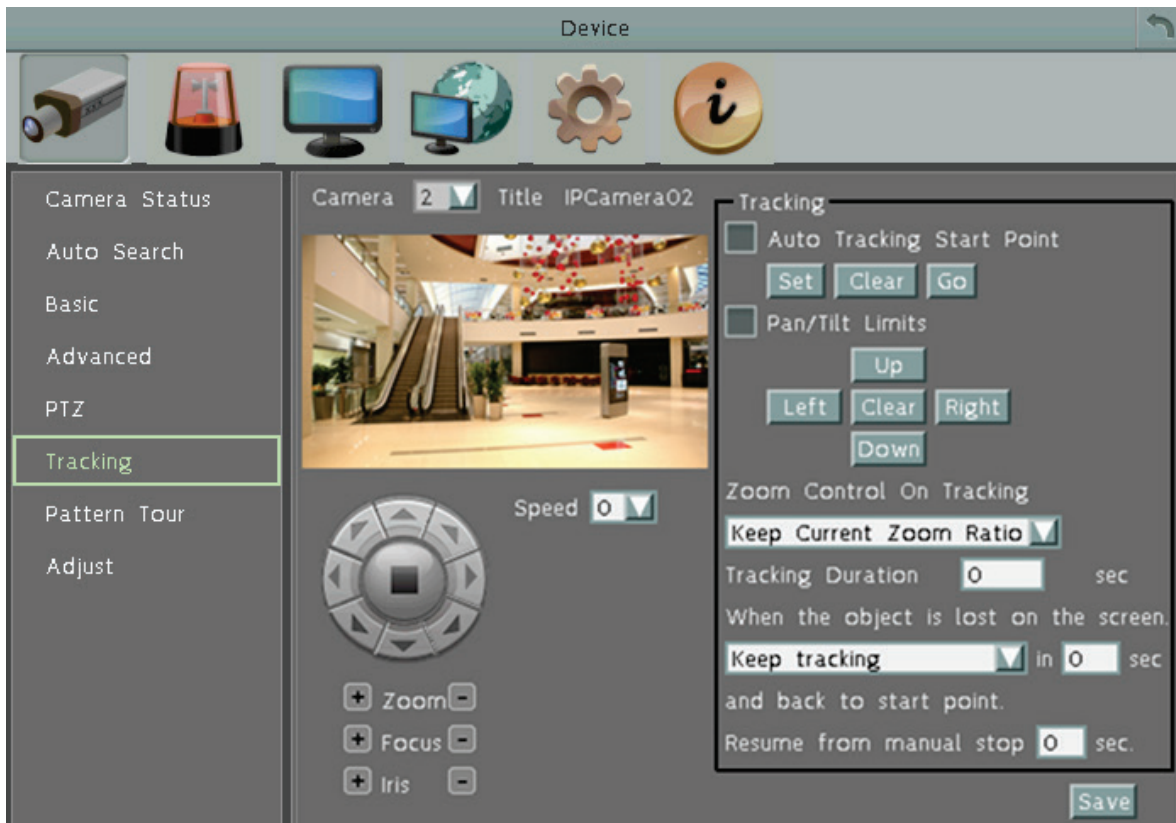 Device
Camera Status
Auto Search
Basic
Advanced
PTZ
Tracking
Pattern Tour
Adjust
Camera 2 Title IPCamera02
Speed 0
+ Zoom -
+ Focus -
+ Iris -
Tracking
Auto Tracking Start Point
Set Clear Go
Pan/Tilt Limits
Up
Left Clear Right
Down
Zoom Control On Tracking
Keep Current Zoom Ratio
Tracking Duration 0 sec
When the object is lost on the screen.
Keep tracking in 0 sec
and back to start point.
Resume from manual stop 0 sec.
Save